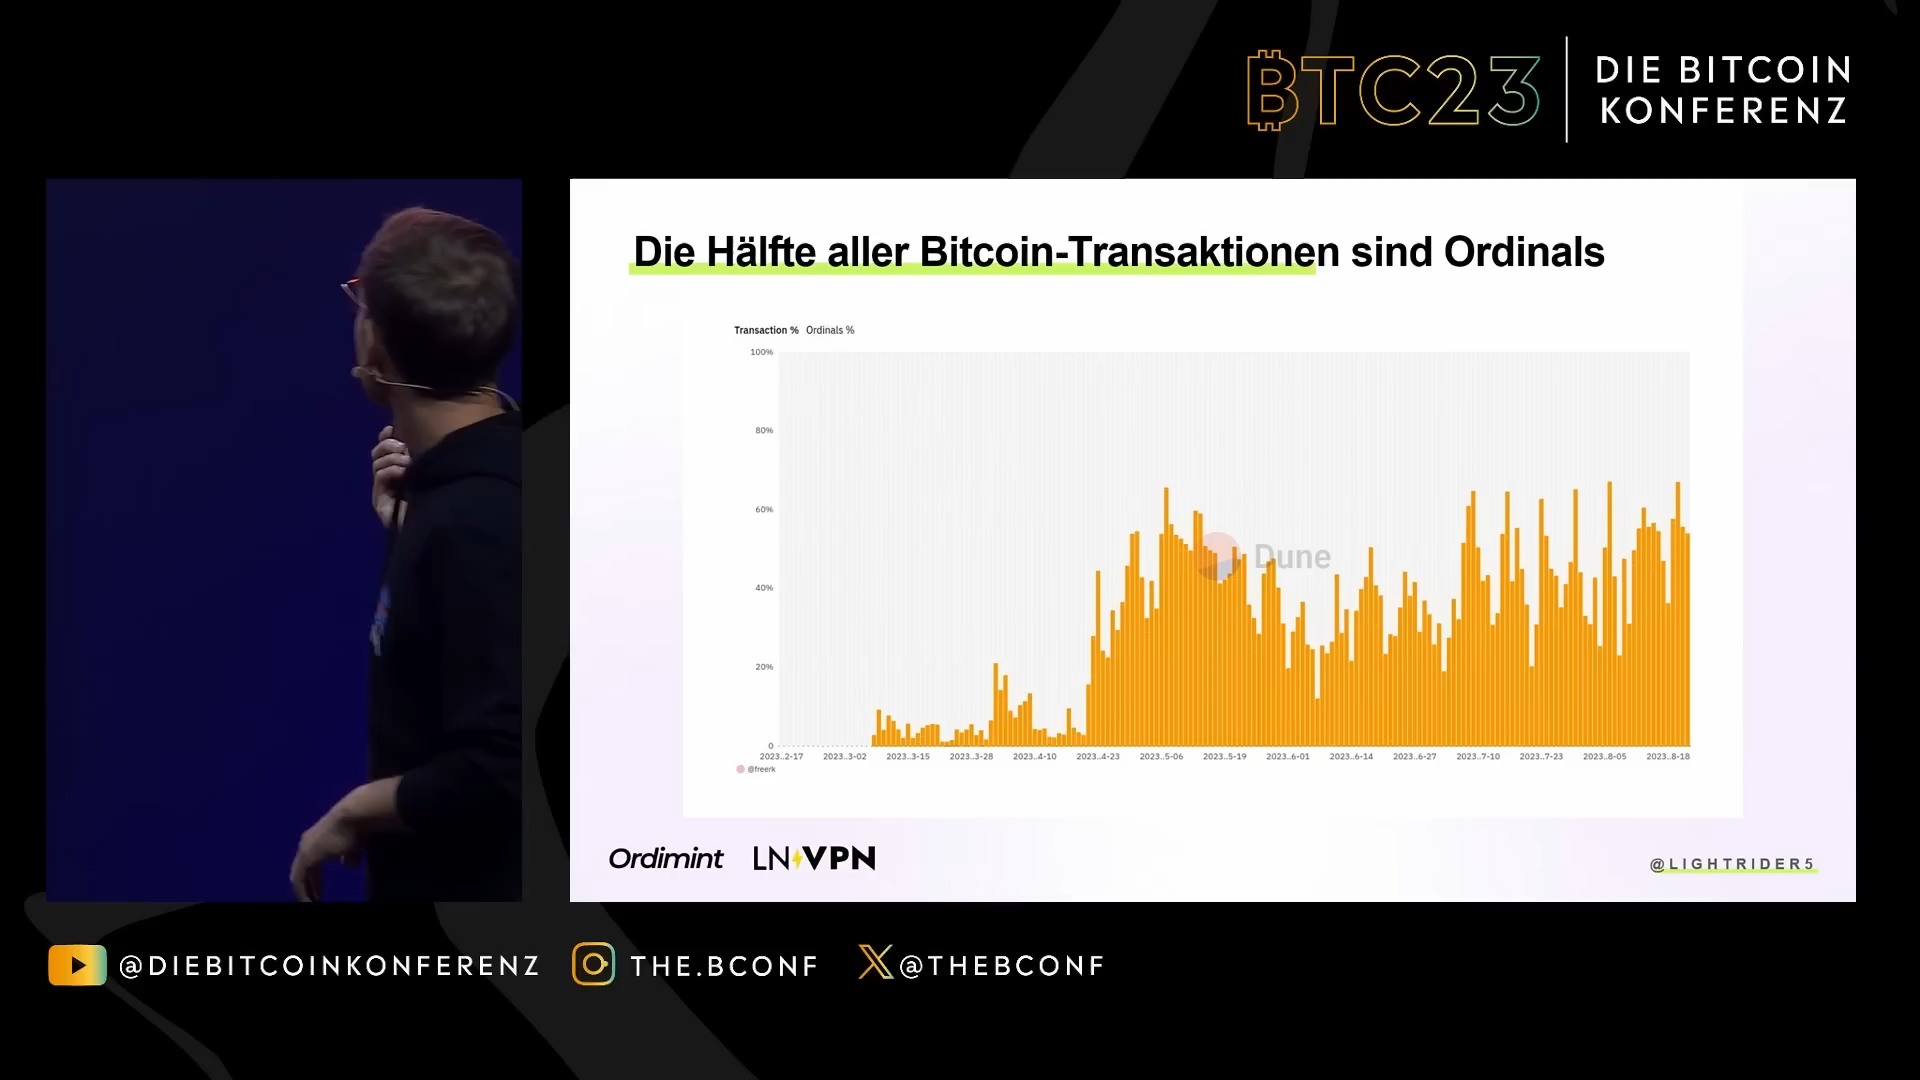 BTC23
DIE BITCOIN
KONFERENZ
Die Hälfte aller Bitcoin-Transaktionen sind Ordinals
Transaction % Ordinals %
100%
80%
60%
40%
20%
0
Dune
2023..2-17 2023..3-02 2023..3-15 2023..3-28 2023..4-10 2023..4-23 2023..5-06 2023..5-19 2023..6-01 2023..6-14 2023..6-27 2023..7-10 2023..7-23 2023..8-05 2023..8-18
@freerk
Ordimint LN VPN
@LIGHTRIDER5
@DIEBITCOINKONFERENZ THE.BCONF X @THEBCONF